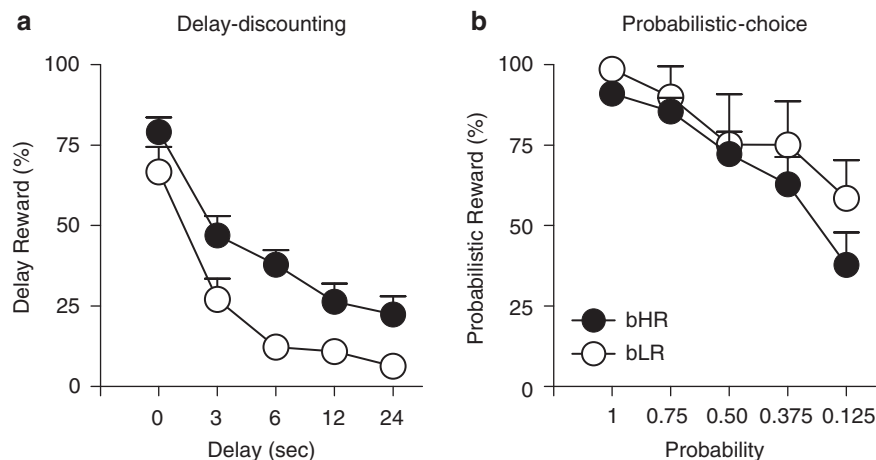 a
Delay-discounting
100
75
50
25
0
Delay Reward (%)
0 3 6 12 24
Delay (sec)
b
Probabilistic-choice
100
75
50
25
0
Probabilistic Reward (%)
bHR
bLR
1 0.75 0.50 0.375 0.125
Probability